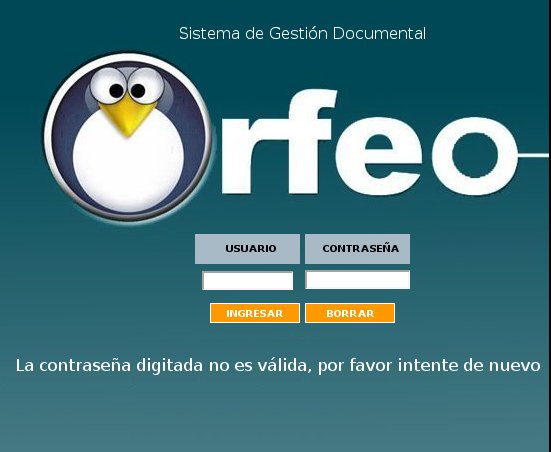 Sistema de Gestión Documental
Orfeo
USUARIO CONTRASEÑA
INGRESAR BORRAR
La contraseña digitada no es válida, por favor intente de nuevo